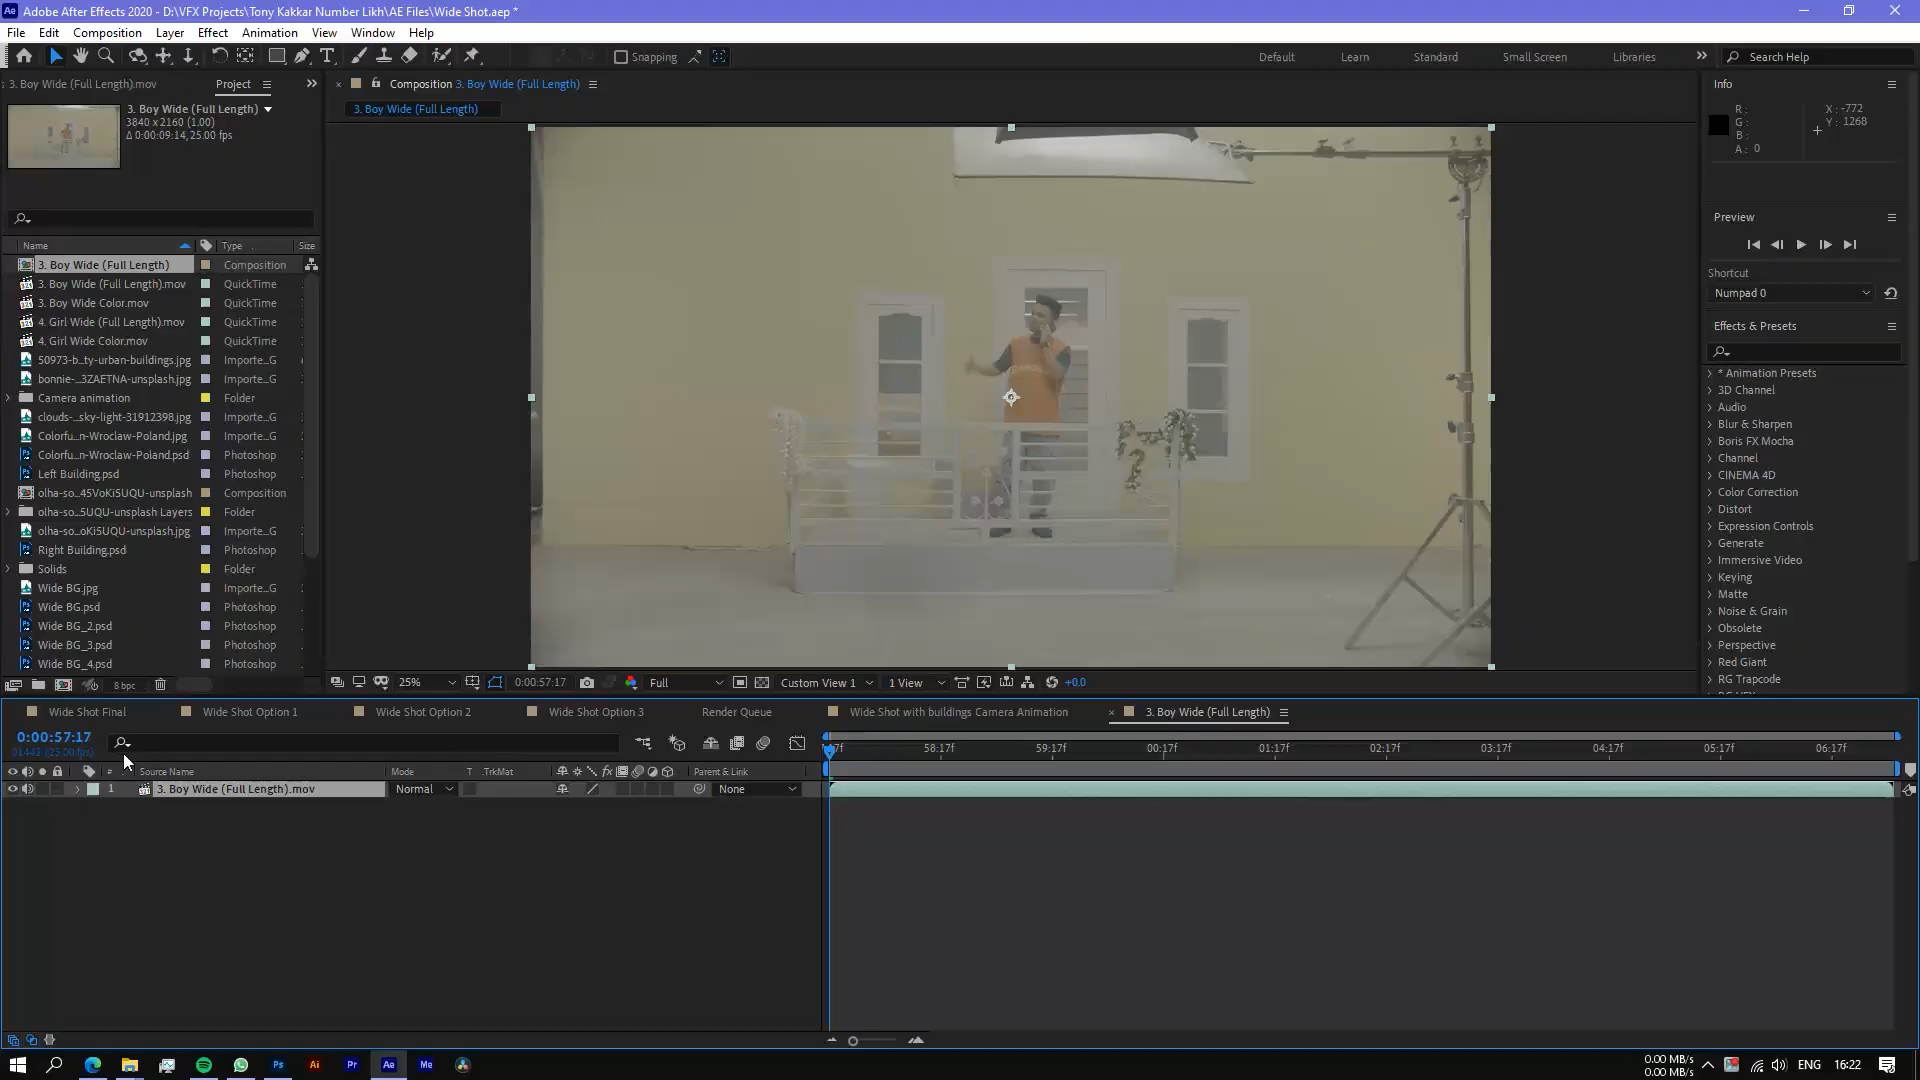 Adobe After Effects 2020 - D:\VFX Projects\Tony Kakkar Number Likh\AE Files\Wide Shot.aep *
File Edit Composition Layer Effect Animation View Window Help
Snapping Default Learn Standard Small Screen Libraries Search Help
3. Boy Wide (Full Length).mov Project
Composition 3. Boy Wide (Full Length)
3. Boy Wide (Full Length)
3. Boy Wide (Full Length)
3840 x 2160 (1.00)
Δ 0:00:09:14, 25.00 fps
Name Type Size
3. Boy Wide (Full Length) Composition
3. Boy Wide (Full Length).mov QuickTime
3. Boy Wide Color.mov QuickTime
4. Girl Wide (Full Length).mov QuickTime
4. Girl Wide Color.mov QuickTime
50973-b...ty-urban-buildings.jpg Importe...G
bonnie-...3ZAETNA-unsplash.jpg Importe...G
Camera animation Folder
clouds-...sky-light-31912398.jpg Importe...G
Colorfu...n-Wroclaw-Poland.jpg Importe...G
Colorfu...n-Wroclaw-Poland.psd Photoshop
Left Building.psd Photoshop
olha-so...45VoKi5UQU-unsplash Composition
olha-so...5UQU-unsplash Layers Folder
olha-so...oKi5UQU-unsplash.jpg Importe...G
Right Building.psd Photoshop
Solids Folder
Wide BG.jpg Importe...G
Wide BG.psd Photoshop
Wide BG_2.psd Photoshop
Wide BG_3.psd Photoshop
Wide BG_4.psd Photoshop
8 bpc
25% 0:00:57:17 Full Custom View 1 1 View +0.0
Info
R : X : -772
G : Y : 1268
B :
A : 0
Preview
Shortcut
Numpad 0
Effects & Presets
* Animation Presets
3D Channel
Audio
Blur & Sharpen
Boris FX Mocha
Channel
CINEMA 4D
Color Correction
Distort
Expression Controls
Generate
Immersive Video
Keying
Matte
Noise & Grain
Obsolete
Perspective
Red Giant
RG Trapcode
Wide Shot Final Wide Shot Option 1 Wide Shot Option 2 Wide Shot Option 3 Render Queue Wide Shot with buildings Camera Animation 3. Boy Wide (Full Length)
0:00:57:17
01442 (25.00 fps)
17f 58:17f 59:17f 00:17f 01:17f 02:17f 03:17f 04:17f 05:17f 06:17f
# Source Name Mode T .TrkMat fx Parent & Link
1 3. Boy Wide (Full Length).mov Normal None
Ps Ai Pr Ae Me
0.00 MB/s
0.00 MB/s
ENG 16:22